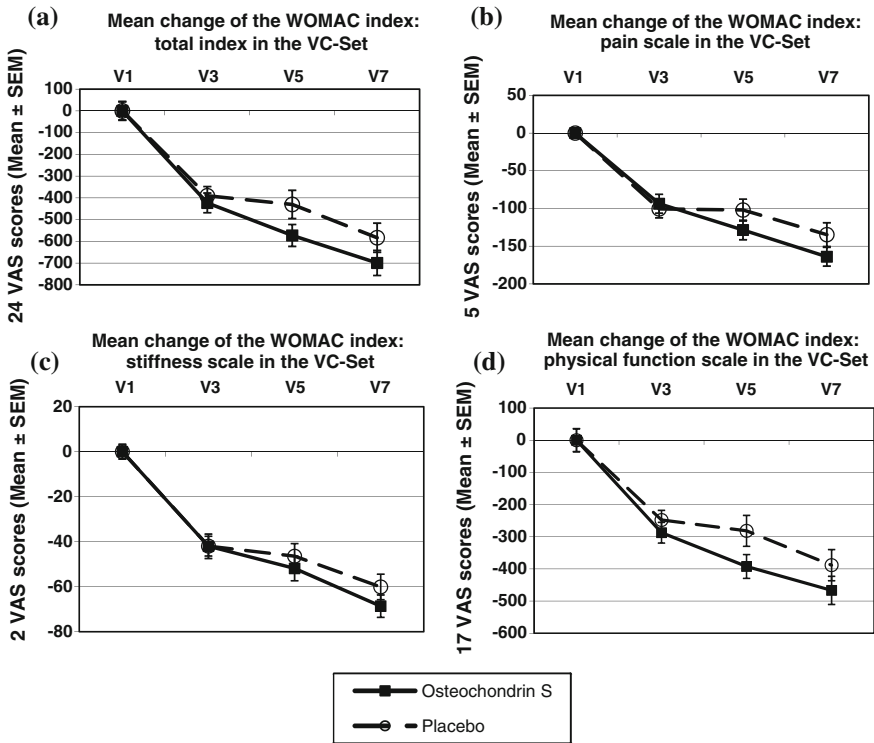 (a)
Mean change of the WOMAC index:
total index in the VC-Set
V1 V3 V5 V7
24 VAS scores (Mean ± SEM)
100
0
-100
-200
-300
-400
-500
-600
-700
-800
(b)
Mean change of the WOMAC index:
pain scale in the VC-Set
V1 V3 V5 V7
5 VAS scores (Mean ± SEM)
50
0
-50
-100
-150
-200
(c)
Mean change of the WOMAC index:
stiffness scale in the VC-Set
V1 V3 V5 V7
2 VAS scores (Mean ± SEM)
20
0
-20
-40
-60
-80
(d)
Mean change of the WOMAC index:
physical function scale in the VC-Set
V1 V3 V5 V7
17 VAS scores (Mean ± SEM)
100
0
-100
-200
-300
-400
-500
-600
Osteochondrin S
Placebo